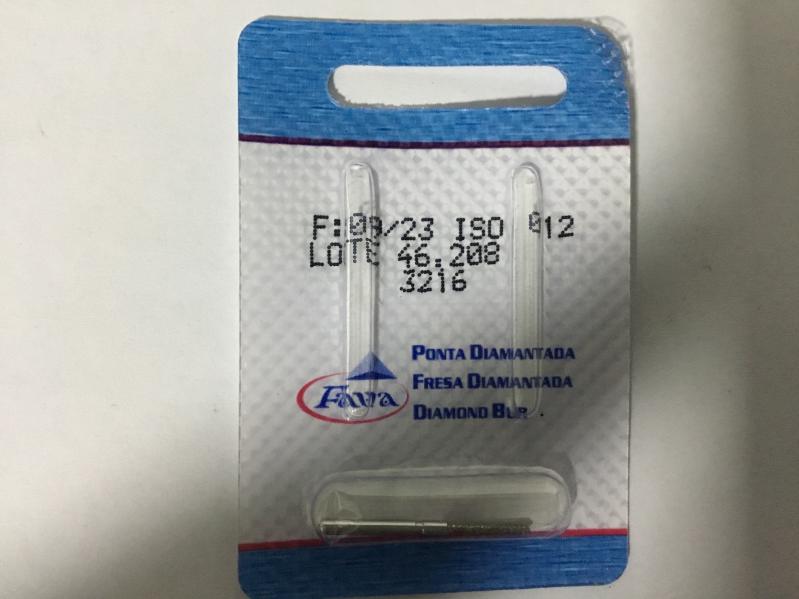 F:09/23 ISO 012
LOTE 46.208
3216
PONTA DIAMANTADA
FRESA DIAMANTADA
Fava
DIAMOND BUR